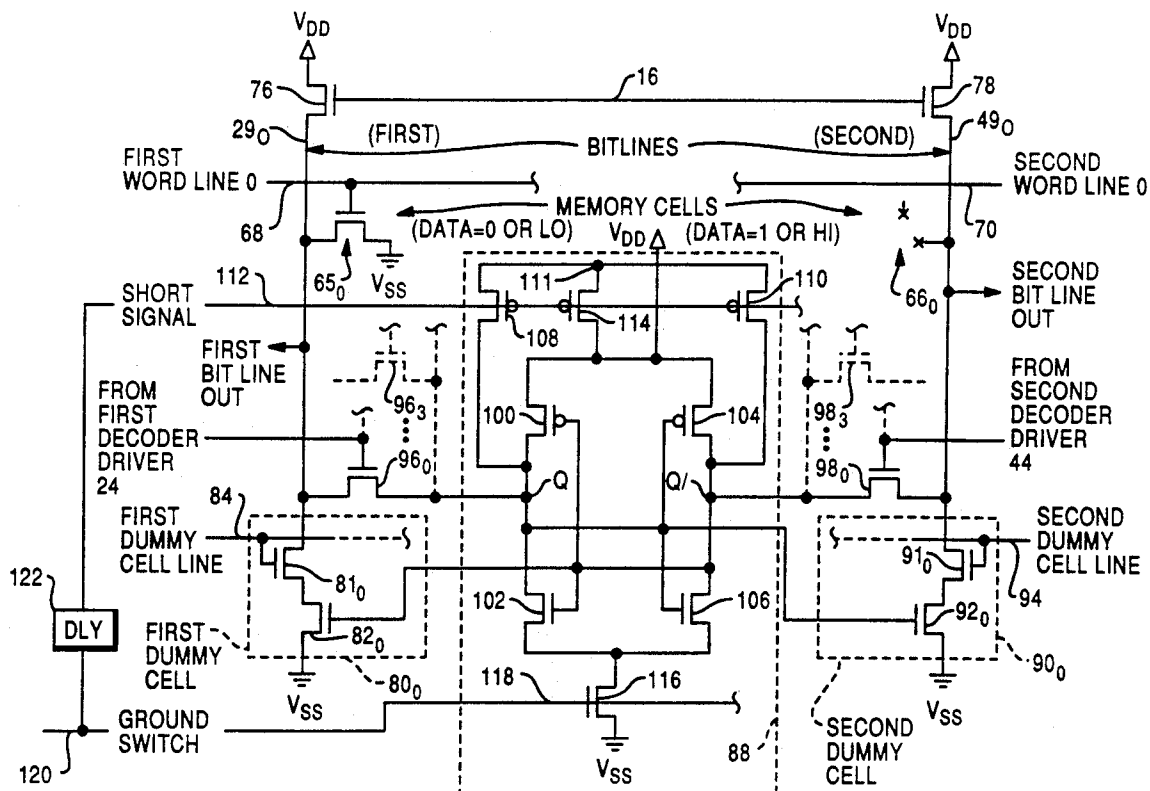 VDD
VDD
76
16
78
29₀
(FIRST)
BITLINES
(SECOND)
49₀
FIRST
WORD LINE 0
SECOND
WORD LINE 0
68
MEMORY CELLS
70
(DATA=0 OR LO)
(DATA=1 OR HI)
VDD
65₀
VSS
66₀
112
SHORT
SIGNAL
111
110
108
114
SECOND
BIT LINE
OUT
FIRST
BIT LINE
OUT
96₃
98₃
FROM
FIRST
DECODER
DRIVER
24
FROM
SECOND
DECODER
DRIVER
44
100
104
96₀
98₀
Q
Q/
84
FIRST
DUMMY
CELL LINE
SECOND
DUMMY
CELL LINE
81₀
91₀
94
122
DLY
102
106
82₀
92₀
FIRST
DUMMY
CELL
80₀
90₀
VSS
VSS
118
116
GROUND
SWITCH
120
VSS
88
SECOND
DUMMY
CELL